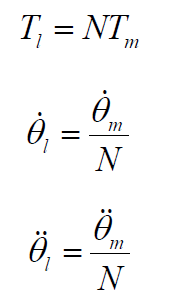 T_l = NT_m
θ̇_l = θ̇_m / N
θ̈_l = θ̈_m / N